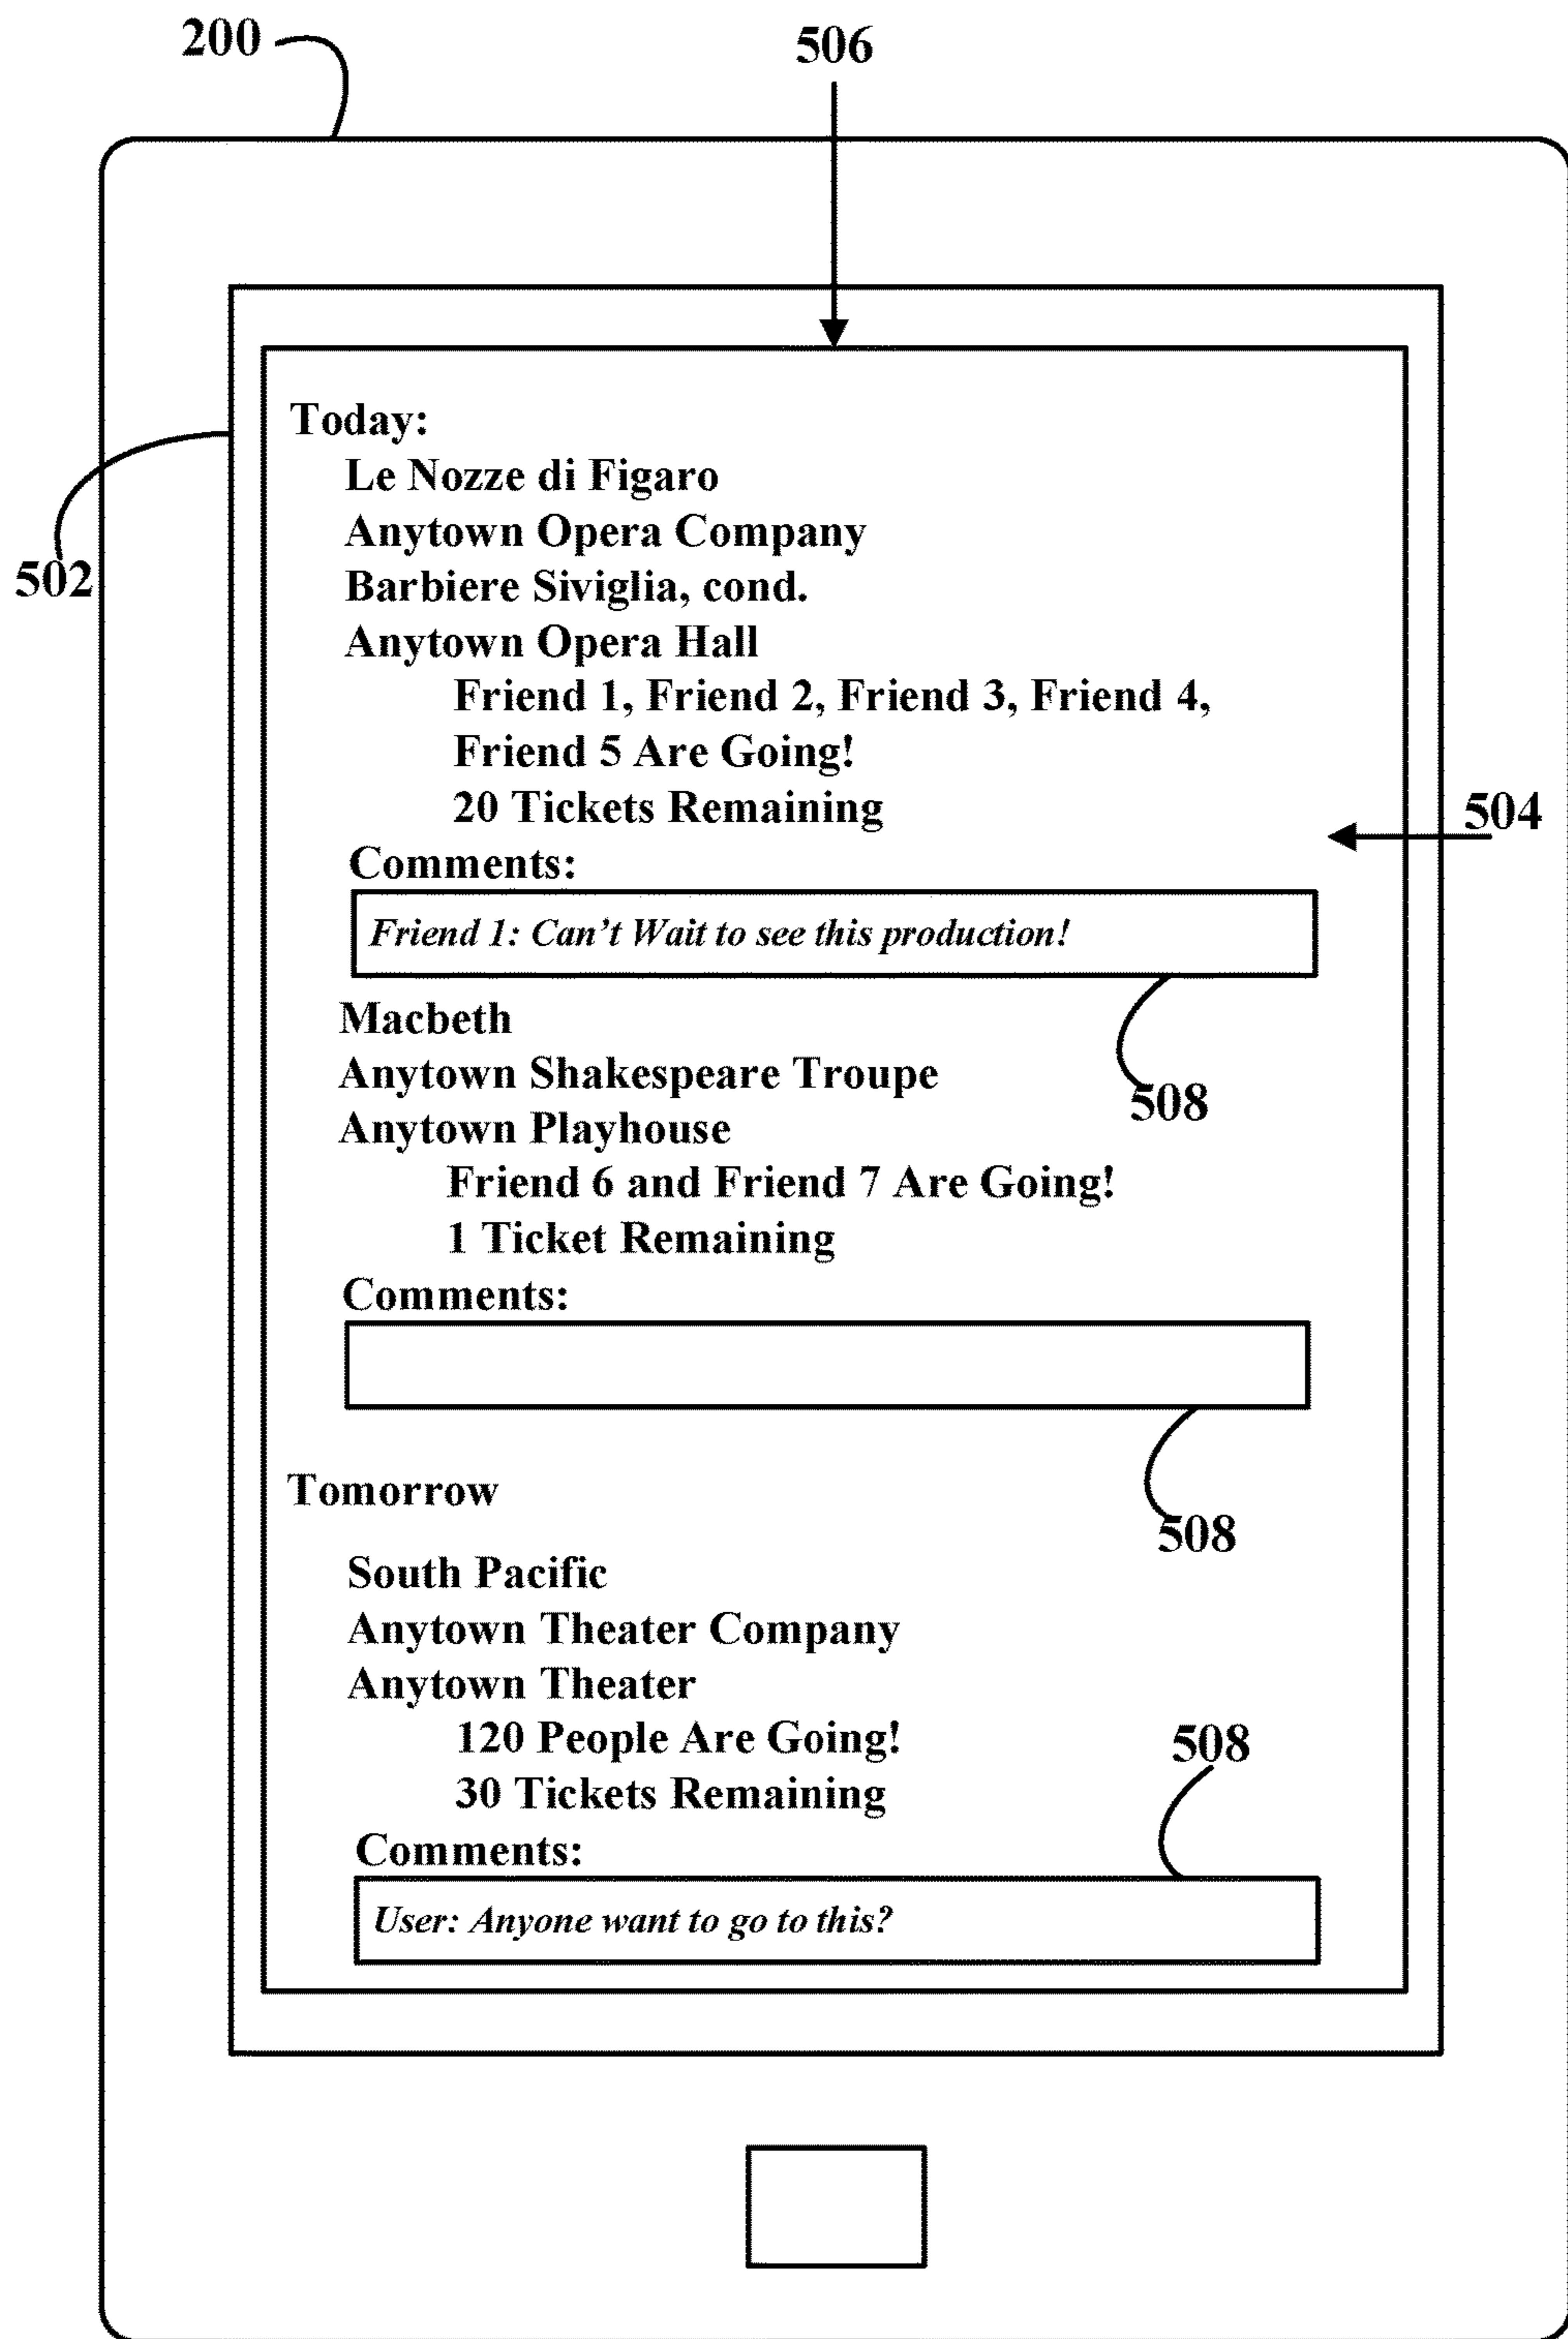 200
506
Today:
Le Nozze di Figaro
Anytown Opera Company
502
Barbiere Siviglia, cond.
Anytown Opera Hall
Friend 1, Friend 2, Friend 3, Friend 4,
Friend 5 Are Going!
20 Tickets Remaining
504
Comments:
Friend 1: Can't Wait to see this production!
Macbeth
Anytown Shakespeare Troupe
508
Anytown Playhouse
Friend 6 and Friend 7 Are Going!
1 Ticket Remaining
Comments:
Tomorrow
508
South Pacific
Anytown Theater Company
Anytown Theater
120 People Are Going!
508
30 Tickets Remaining
Comments:
User: Anyone want to go to this?